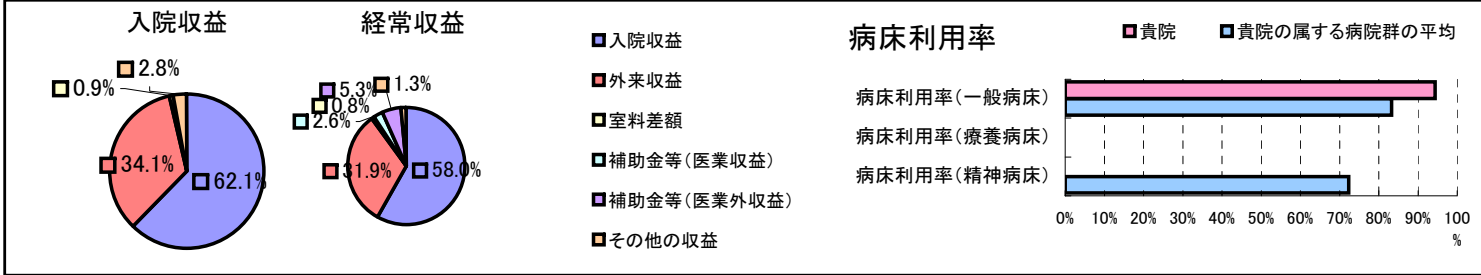 入院収益
経常収益
2.8%
0.9%
34.1%
62.1%
5.3%
1.3%
0.8%
2.6%
31.9%
58.0%
入院収益
外来収益
室料差額
補助金等(医業収益)
補助金等(医業外収益)
その他の収益
病床利用率
貴院
貴院の属する病院群の平均
病床利用率(一般病床)
病床利用率(療養病床)
病床利用率(精神病床)
0% 10% 20% 30% 40% 50% 60% 70% 80% 90% 100
%